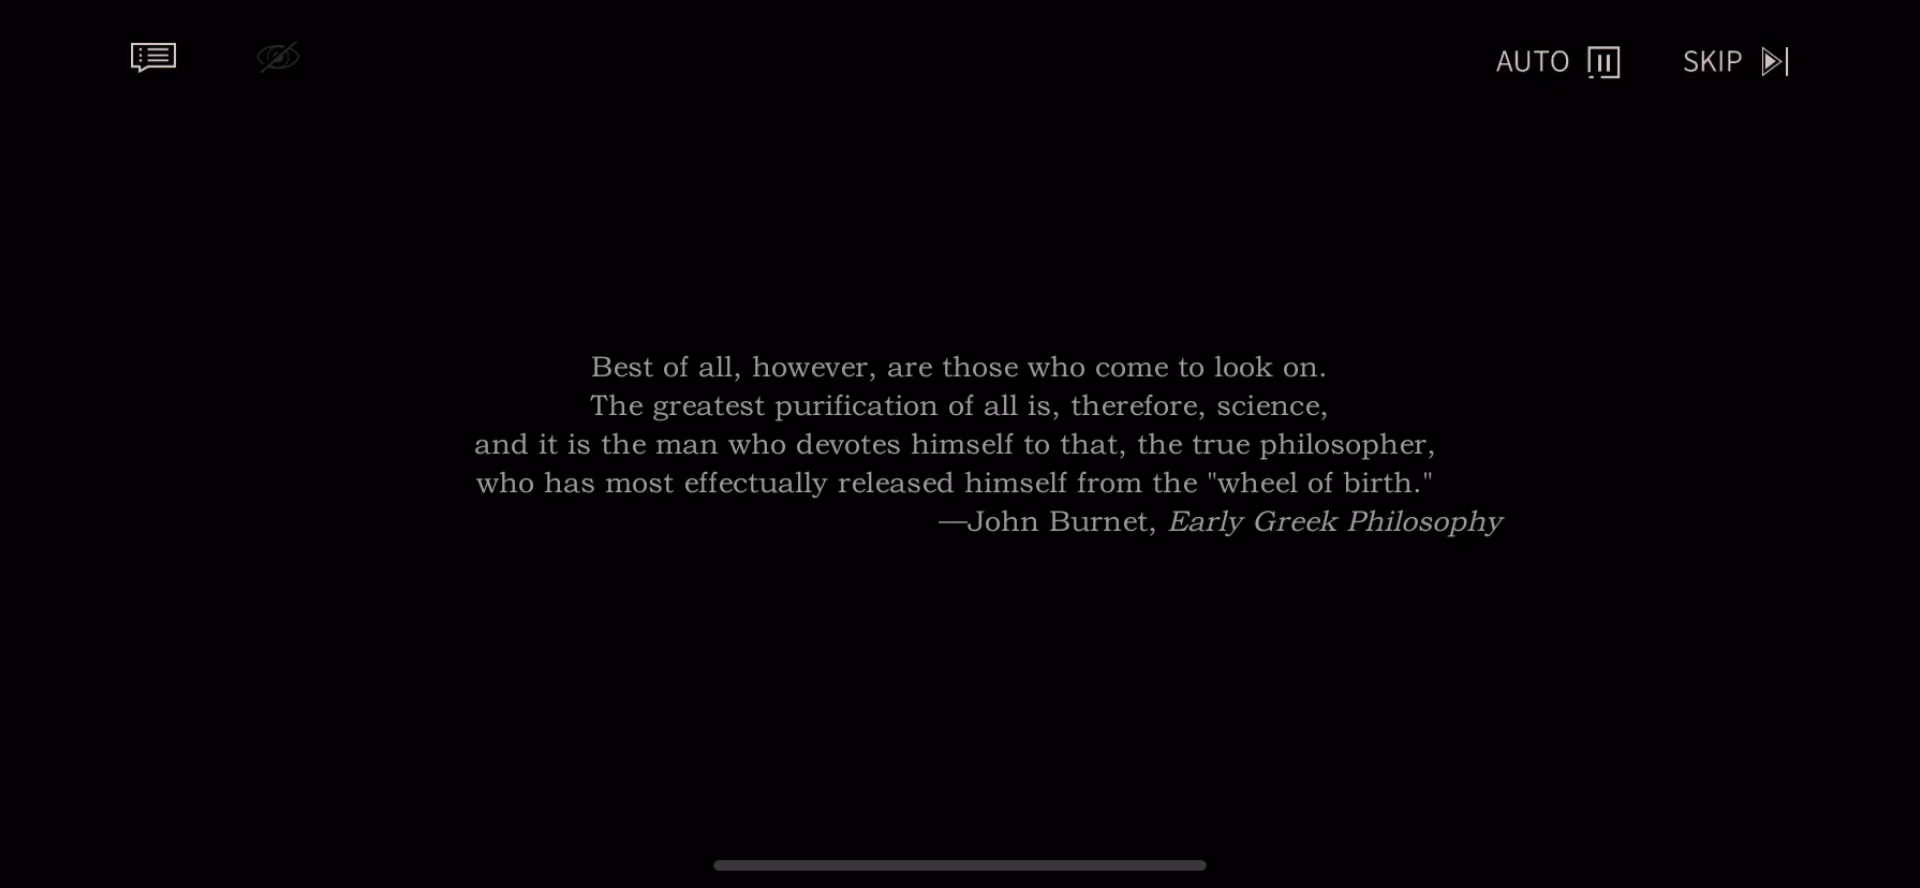 AUTO
SKIP
Best of all, however, are those who come to look on.
The greatest purification of all is, therefore, science,
and it is the man who devotes himself to that, the true philosopher,
who has most effectually released himself from the "wheel of birth."
—John Burnet, Early Greek Philosophy